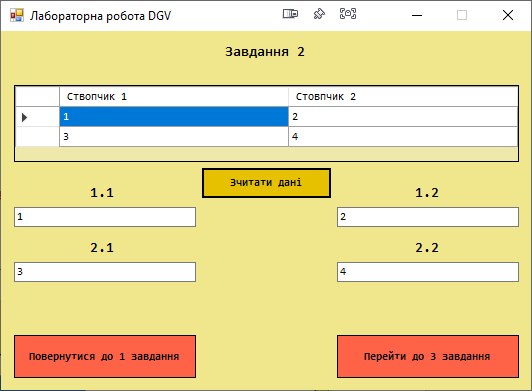 Лабораторна робота DGV
Завдання 2
Ствопчик 1 Стовпчик 2
1 2
3 4
Зчитати дані
1.1 1.2
1 2
2.1 2.2
3 4
Повернутися до 1 завдання Перейти до 3 завдання